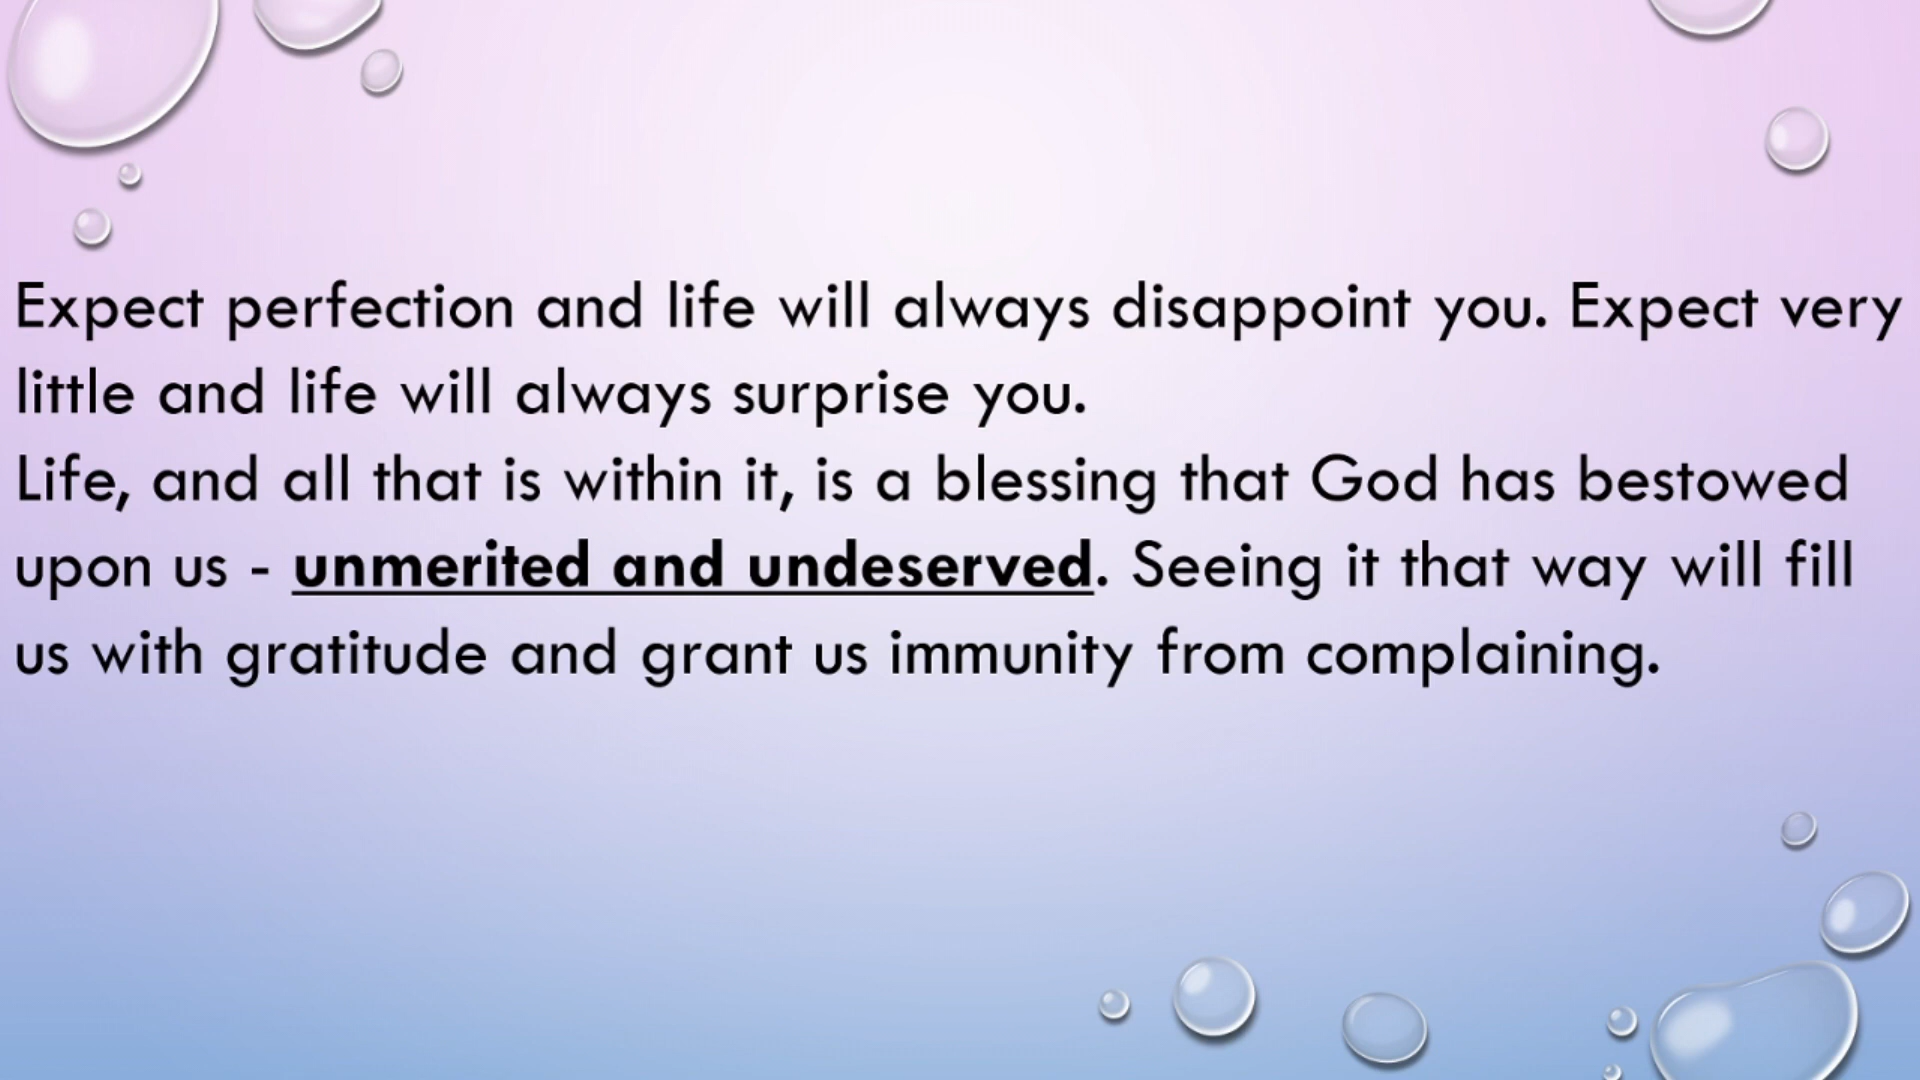 Expect perfection and life will always disappoint you. Expect very
little and life will always surprise you.
Life, and all that is within it, is a blessing that God has bestowed
upon us - unmerited and undeserved. Seeing it that way will fill
us with gratitude and grant us immunity from complaining.